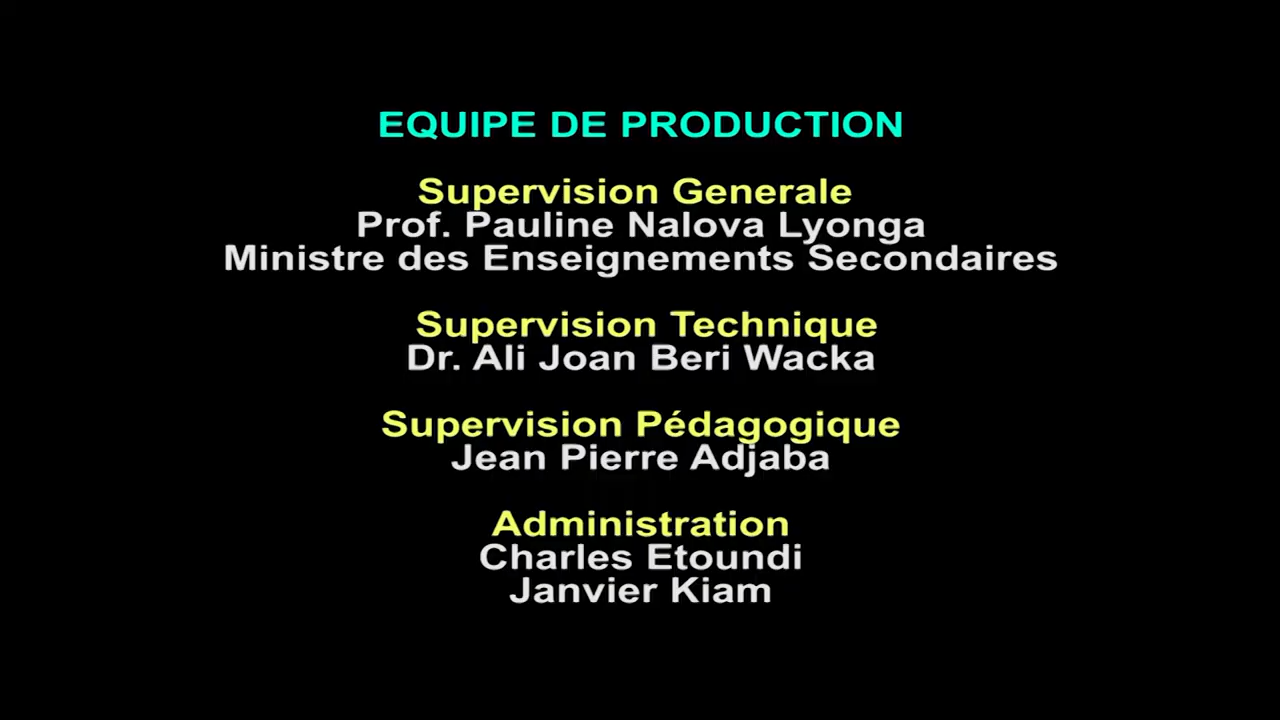 EQUIPE DE PRODUCTION
Supervision Generale
Prof. Pauline Nalova Lyonga
Ministre des Enseignements Secondaires
Supervision Technique
Dr. Ali Joan Beri Wacka
Supervision Pédagogique
Jean Pierre Adjaba
Administration
Charles Etoundi
Janvier Kiam